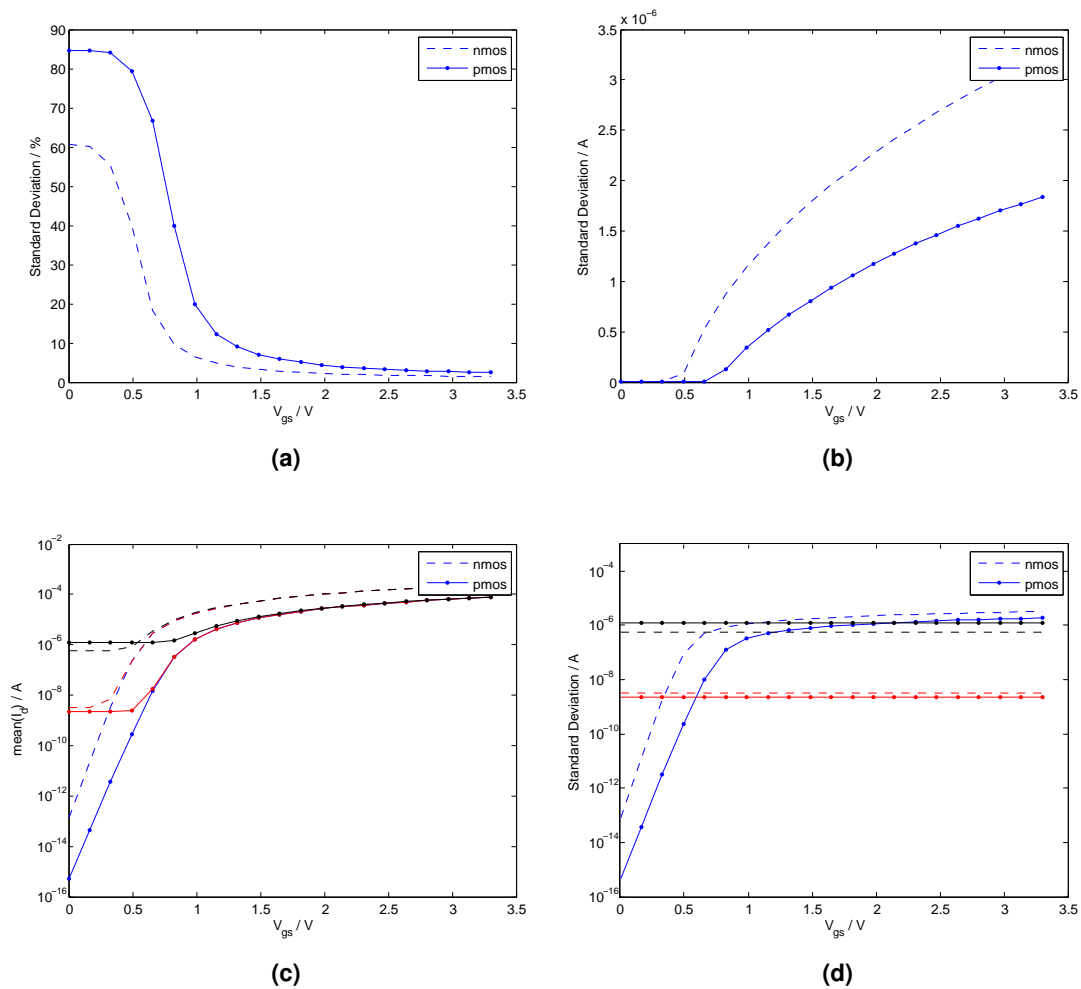 90
80
70
60
50
40
30
20
10
0
0 0.5 1 1.5 2 2.5 3 3.5
Standard Deviation / %
V_gs / V
nmos
pmos
(a)
x 10^−6
3.5
3
2.5
2
1.5
1
0.5
0
0 0.5 1 1.5 2 2.5 3 3.5
Standard Deviation / A
V_gs / V
nmos
pmos
(b)
10^−2
10^−4
10^−6
10^−8
10^−10
10^−12
10^−14
10^−16
0 0.5 1 1.5 2 2.5 3 3.5
mean(I_d) / A
V_gs / V
nmos
pmos
(c)
10^−4
10^−6
10^−8
10^−10
10^−12
10^−14
10^−16
0 0.5 1 1.5 2 2.5 3 3.5
Standard Deviation / A
V_gs / V
nmos
pmos
(d)